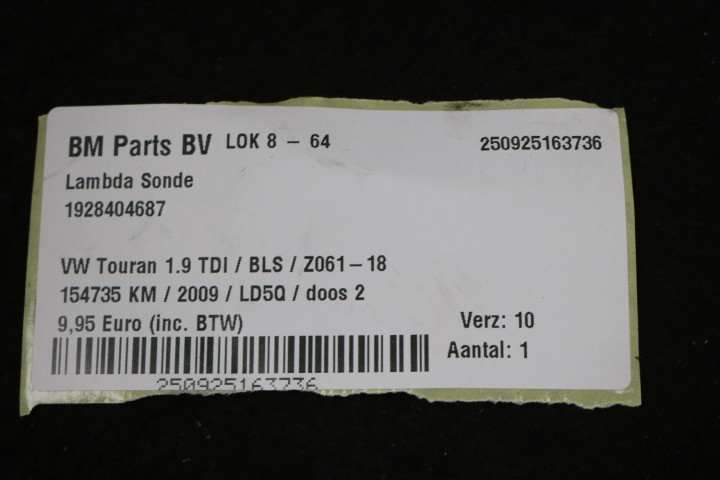 BM Parts BV LOK 8 - 64 250925163736
Lambda Sonde
1928404687
VW Touran 1.9 TDI / BLS / Z061-18
154735 KM / 2009 / LD5Q / doos 2
9,95 Euro (inc. BTW) Verz: 10
Aantal: 1
250925163736